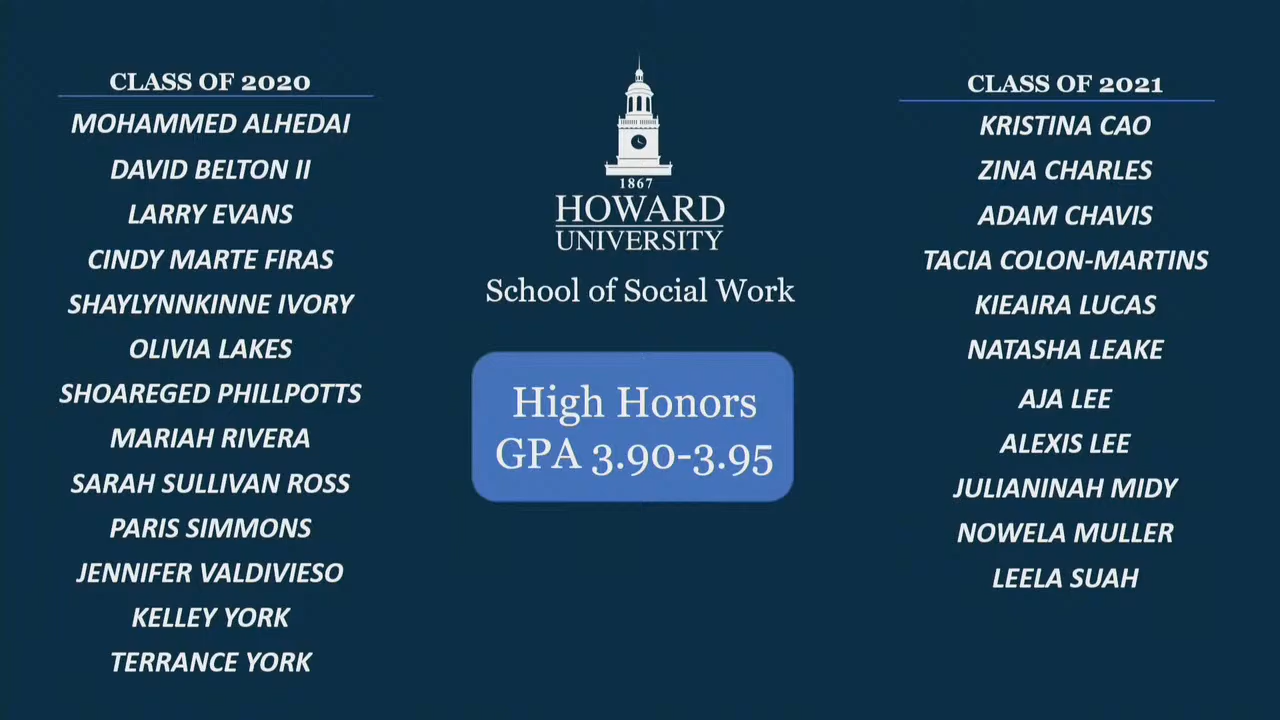 CLASS OF 2020
MOHAMMED ALHEDAI
DAVID BELTON II
LARRY EVANS
CINDY MARTE FIRAS
SHAYLYNNKINNE IVORY
OLIVIA LAKES
SHOAREGED PHILLPOTTS
MARIAH RIVERA
SARAH SULLIVAN ROSS
PARIS SIMMONS
JENNIFER VALDIVIESO
KELLEY YORK
TERRANCE YORK
1867
HOWARD
UNIVERSITY
School of Social Work
High Honors
GPA 3.90-3.95
CLASS OF 2021
KRISTINA CAO
ZINA CHARLES
ADAM CHAVIS
TACIA COLON-MARTINS
KIEAIRA LUCAS
NATASHA LEAKE
AJA LEE
ALEXIS LEE
JULIANINAH MIDY
NOWELA MULLER
LEELA SUAH